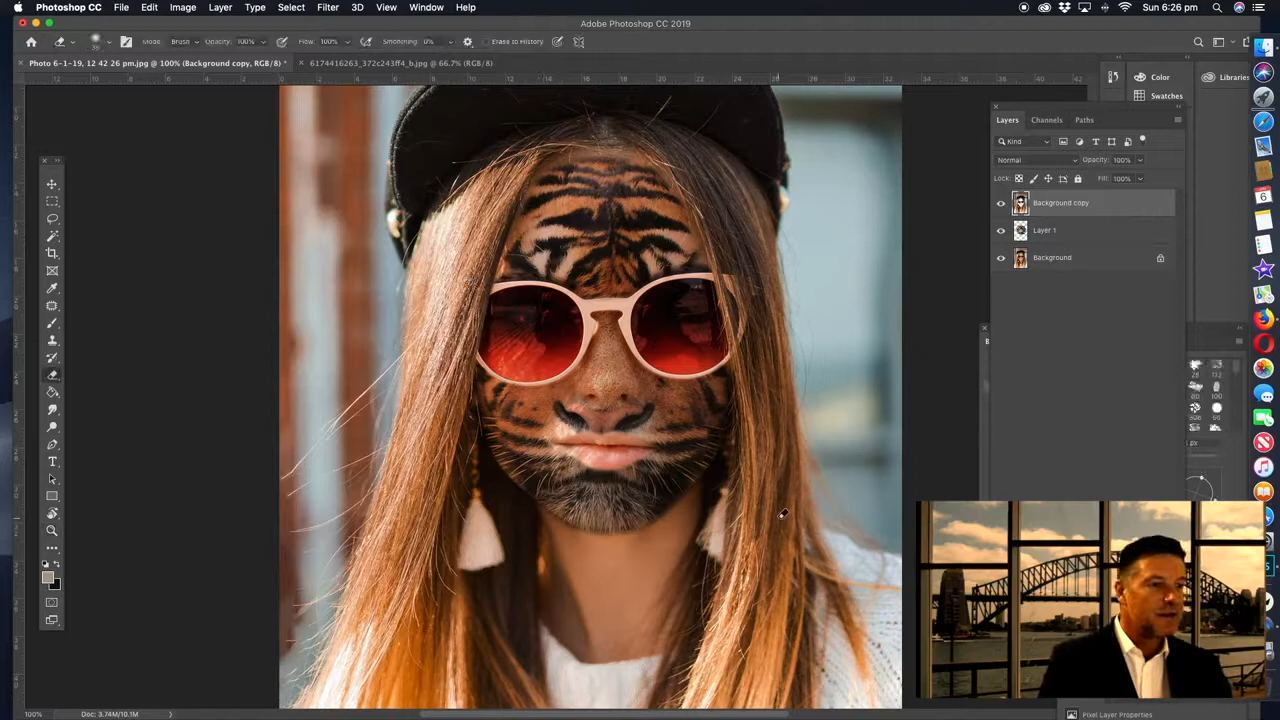 Photoshop CC File Edit Image Layer Type Select Filter 3D View Window Help Sun 6:26 pm
Adobe Photoshop CC 2019
Mode: Brush Opacity: 100% Flow: 100% Smoothing: 0% Erase to History
Photo 6-1-19, 12 42 26 pm.jpg @ 100% (Background copy, RGB/8) * 6174416263_372c243ff4_b.jpg @ 66.7% (RGB/8)
Color Libraries
Swatches
Layers Channels Paths
Kind
Normal Opacity: 100%
Lock: Fill: 100%
Background copy
Layer 1
Background
100% Doc: 3.74M/10.1M Pixel Layer Properties